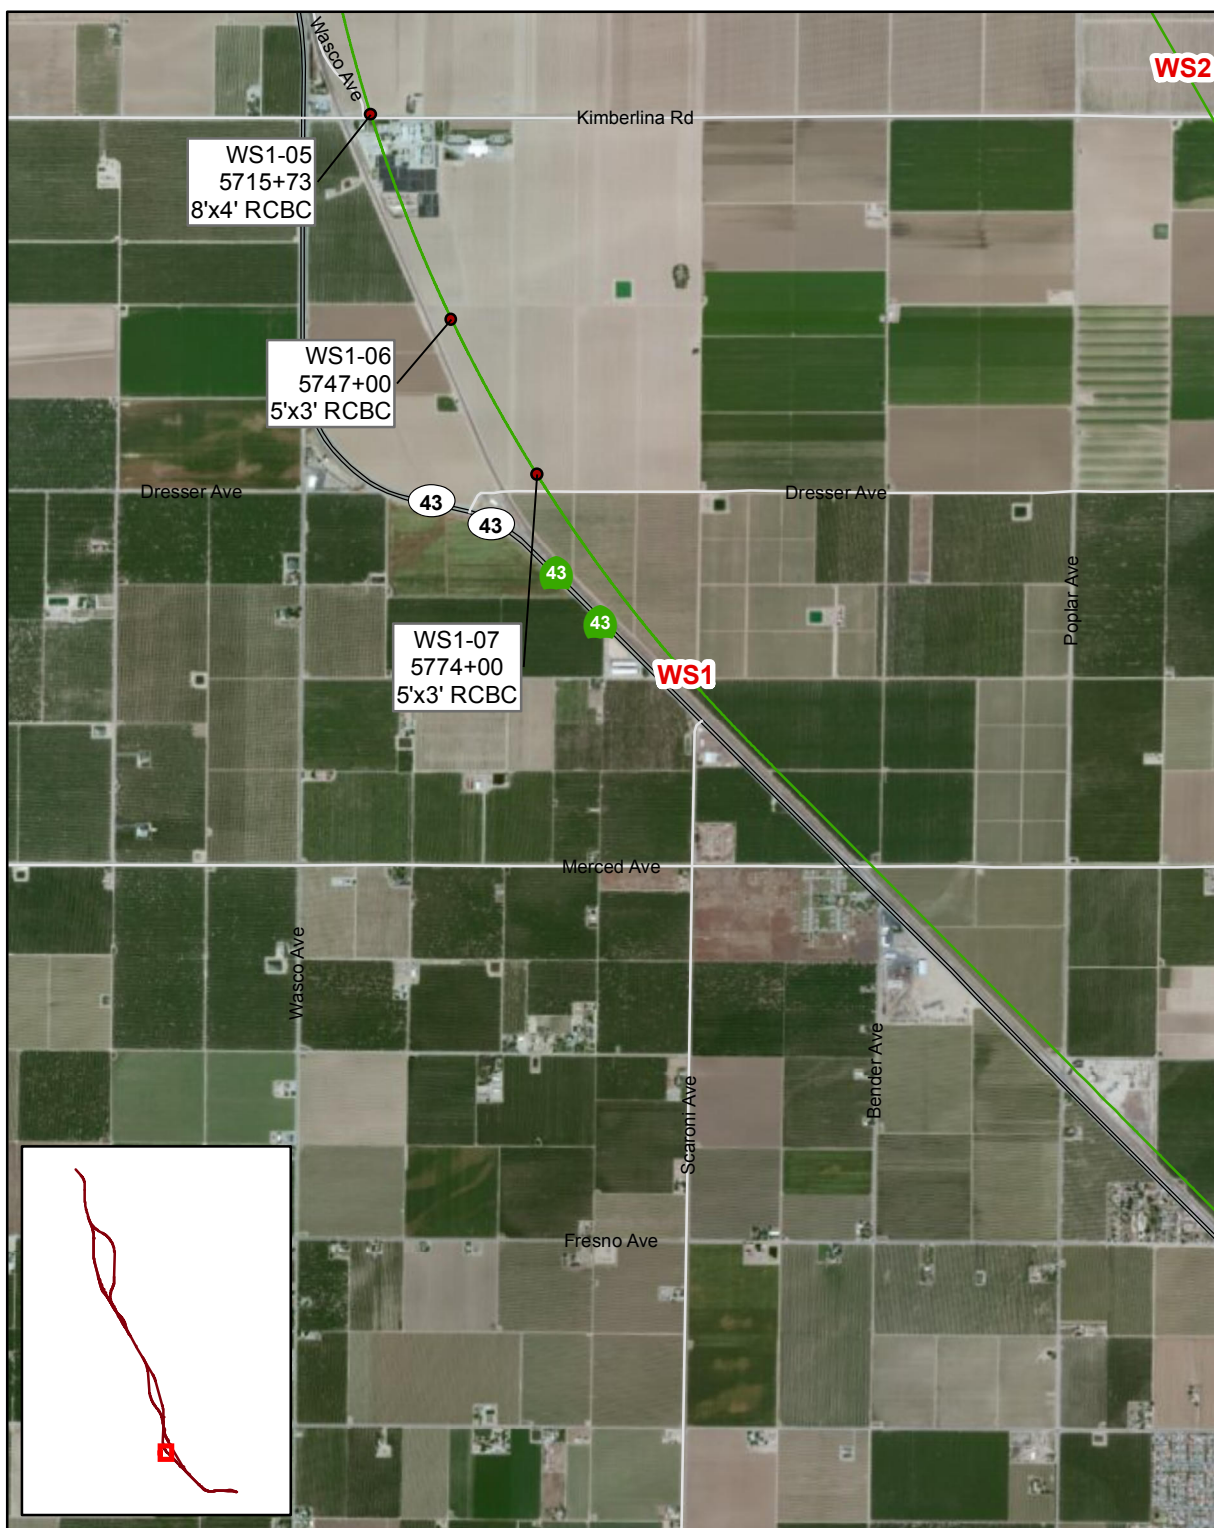 Wasco Ave
WS2
Kimberlina Rd
WS1-05
5715+73
8'x4' RCBC
WS1-06
5747+00
5'x3' RCBC
Dresser Ave
43
43
Dresser Ave
43
43
Poplar Ave
WS1-07
5774+00
5'x3' RCBC
WS1
Merced Ave
Wasco Ave
Bender Ave
Scaroni Ave
Fresno Ave